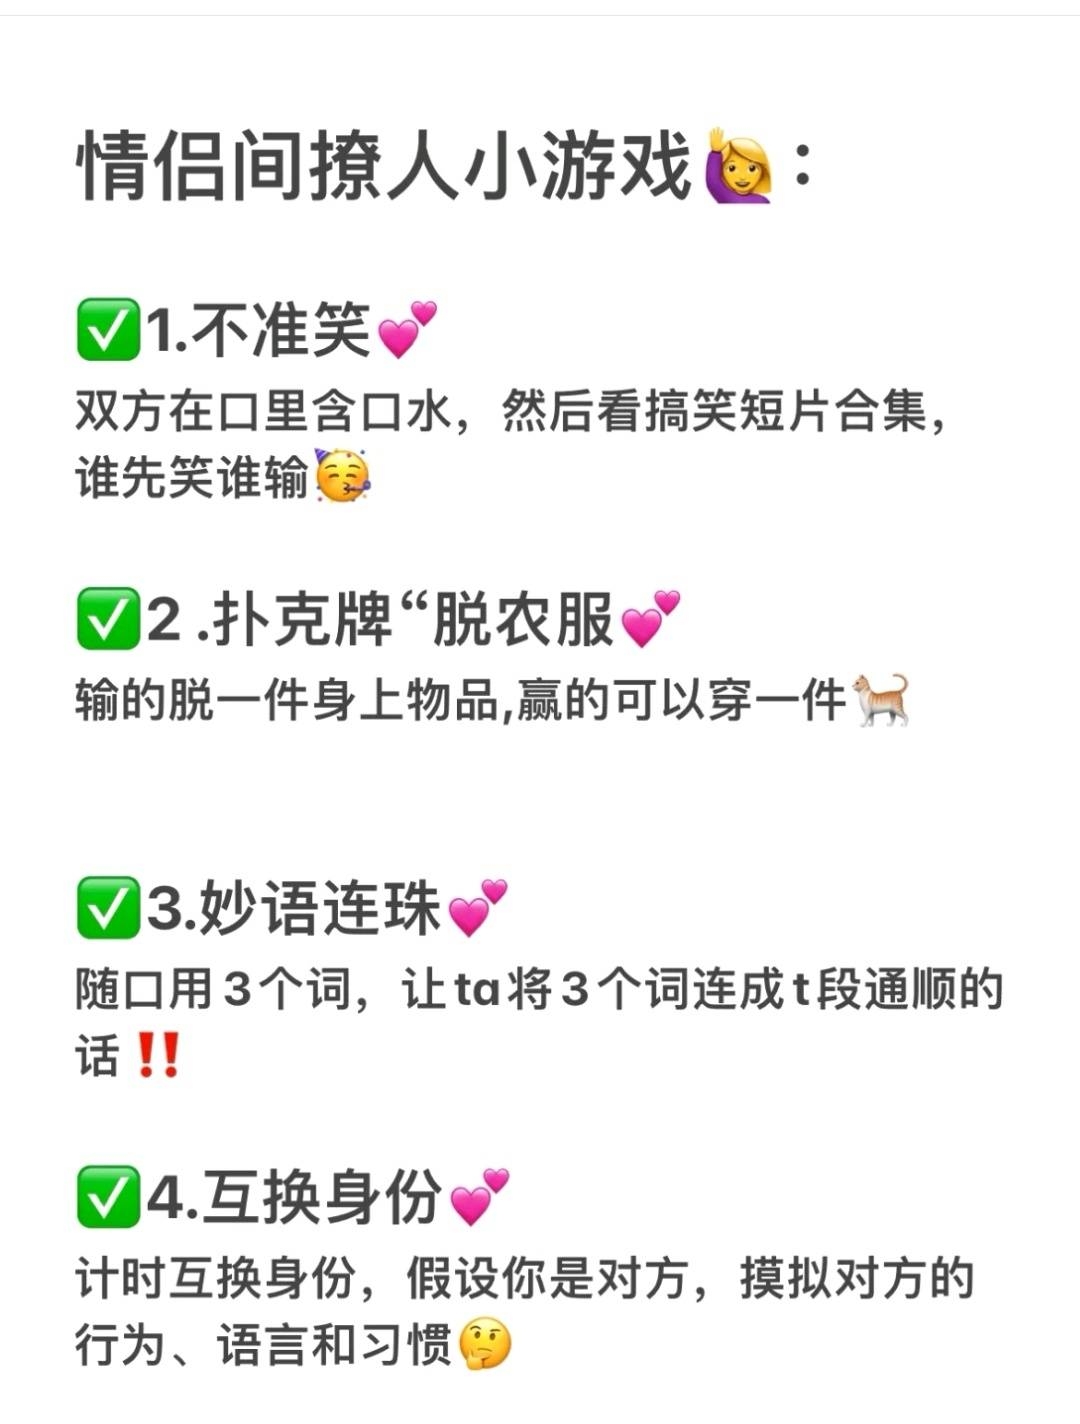 情侣间撩人小游戏🙋‍♀️：
✅1.不准笑💕
双方在口里含口水，然后看搞笑短片合集，
谁先笑谁输🥳
✅2 .扑克牌“脱农服💕
输的脱一件身上物品,赢的可以穿一件🐈
✅3.妙语连珠💕
随口用3个词，让ta将3个词连成t段通顺的
话‼️
✅4.互换身份💕
计时互换身份，假设你是对方，摸拟对方的
行为、语言和习惯🤔